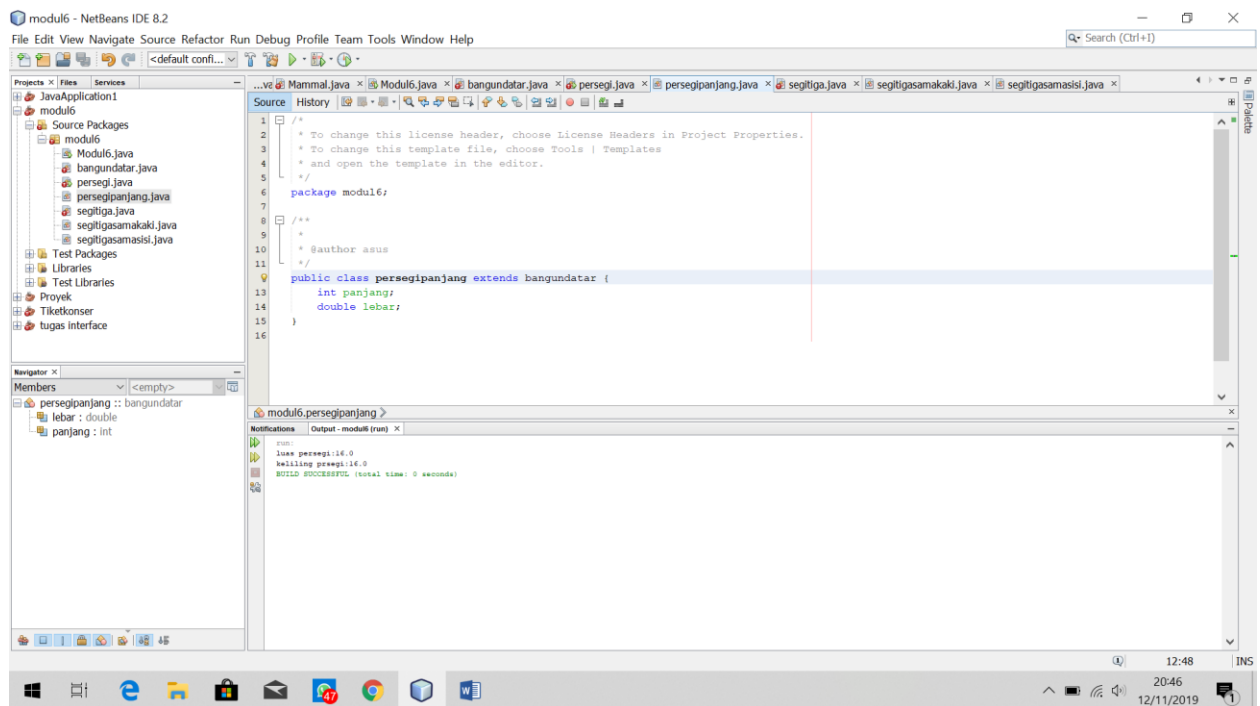 modul6 - NetBeans IDE 8.2
File Edit View Navigate Source Refactor Run Debug Profile Team Tools Window Help
Search (Ctrl+I)
<default confi...
Projects Files Services
JavaApplication1
modul6
Source Packages
modul6
Modul6.java
bangundatar.java
persegi.java
persegipanjang.java
segitiga.java
segitigasamakaki.java
segitigasamasisi.java
Test Packages
Libraries
Test Libraries
Proyek
Tiketkonser
tugas interface
...va Mammal.java Modul6.java bangundatar.java persegi.java persegipanjang.java segitiga.java segitigasamakaki.java segitigasamasisi.java
Source History
Palette
1 /*
2 * To change this license header, choose License Headers in Project Properties.
3 * To change this template file, choose Tools | Templates
4 * and open the template in the editor.
5 */
6 package modul6;
7
8 /**
9 *
10 * @author asus
11 */
public class persegipanjang extends bangundatar {
13 int panjang;
14 double lebar;
15 }
16
Navigator
Members <empty>
persegipanjang :: bangundatar
lebar : double
panjang : int
modul6.persegipanjang
Notifications Output - modul6 (run)
run:
luas persegi:16.0
keliling prsegi:16.0
BUILD SUCCESSFUL (total time: 0 seconds)
12:48 INS
47
20:46
12/11/2019
1